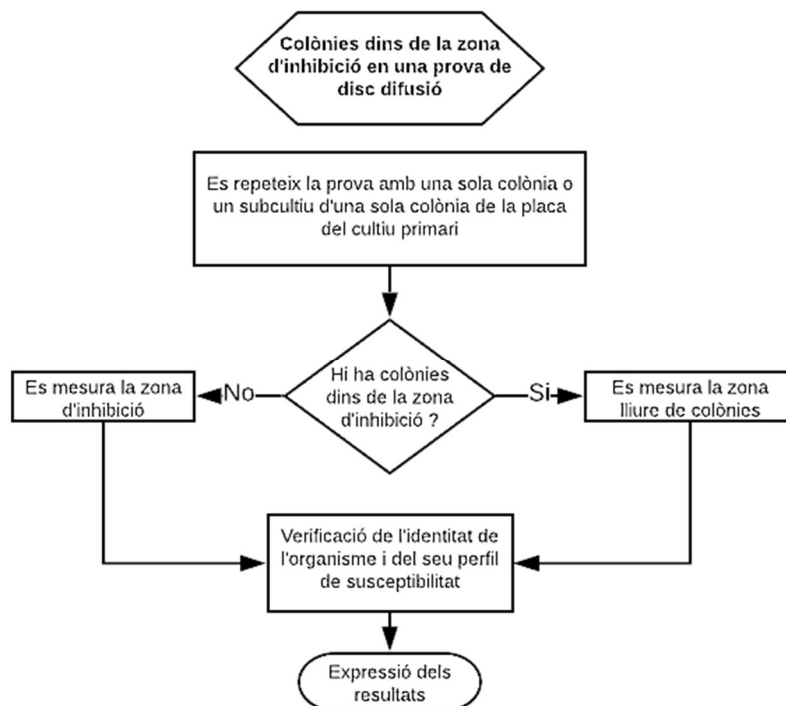 Colònies dins de la zona
d'inhibició en una prova de
disc difusió
Es repeteix la prova amb una sola colònia o
un subcultiu d'una sola colònia de la placa
del cultiu primari
Hi ha colònies
dins de la zona
d'inhibició ?
No
Si
Es mesura la zona
d'inhibició
Es mesura la zona
lliure de colònies
Verificació de l'identitat de
l'organisme i del seu perfil
de susceptibilitat
Expressió dels
resultats